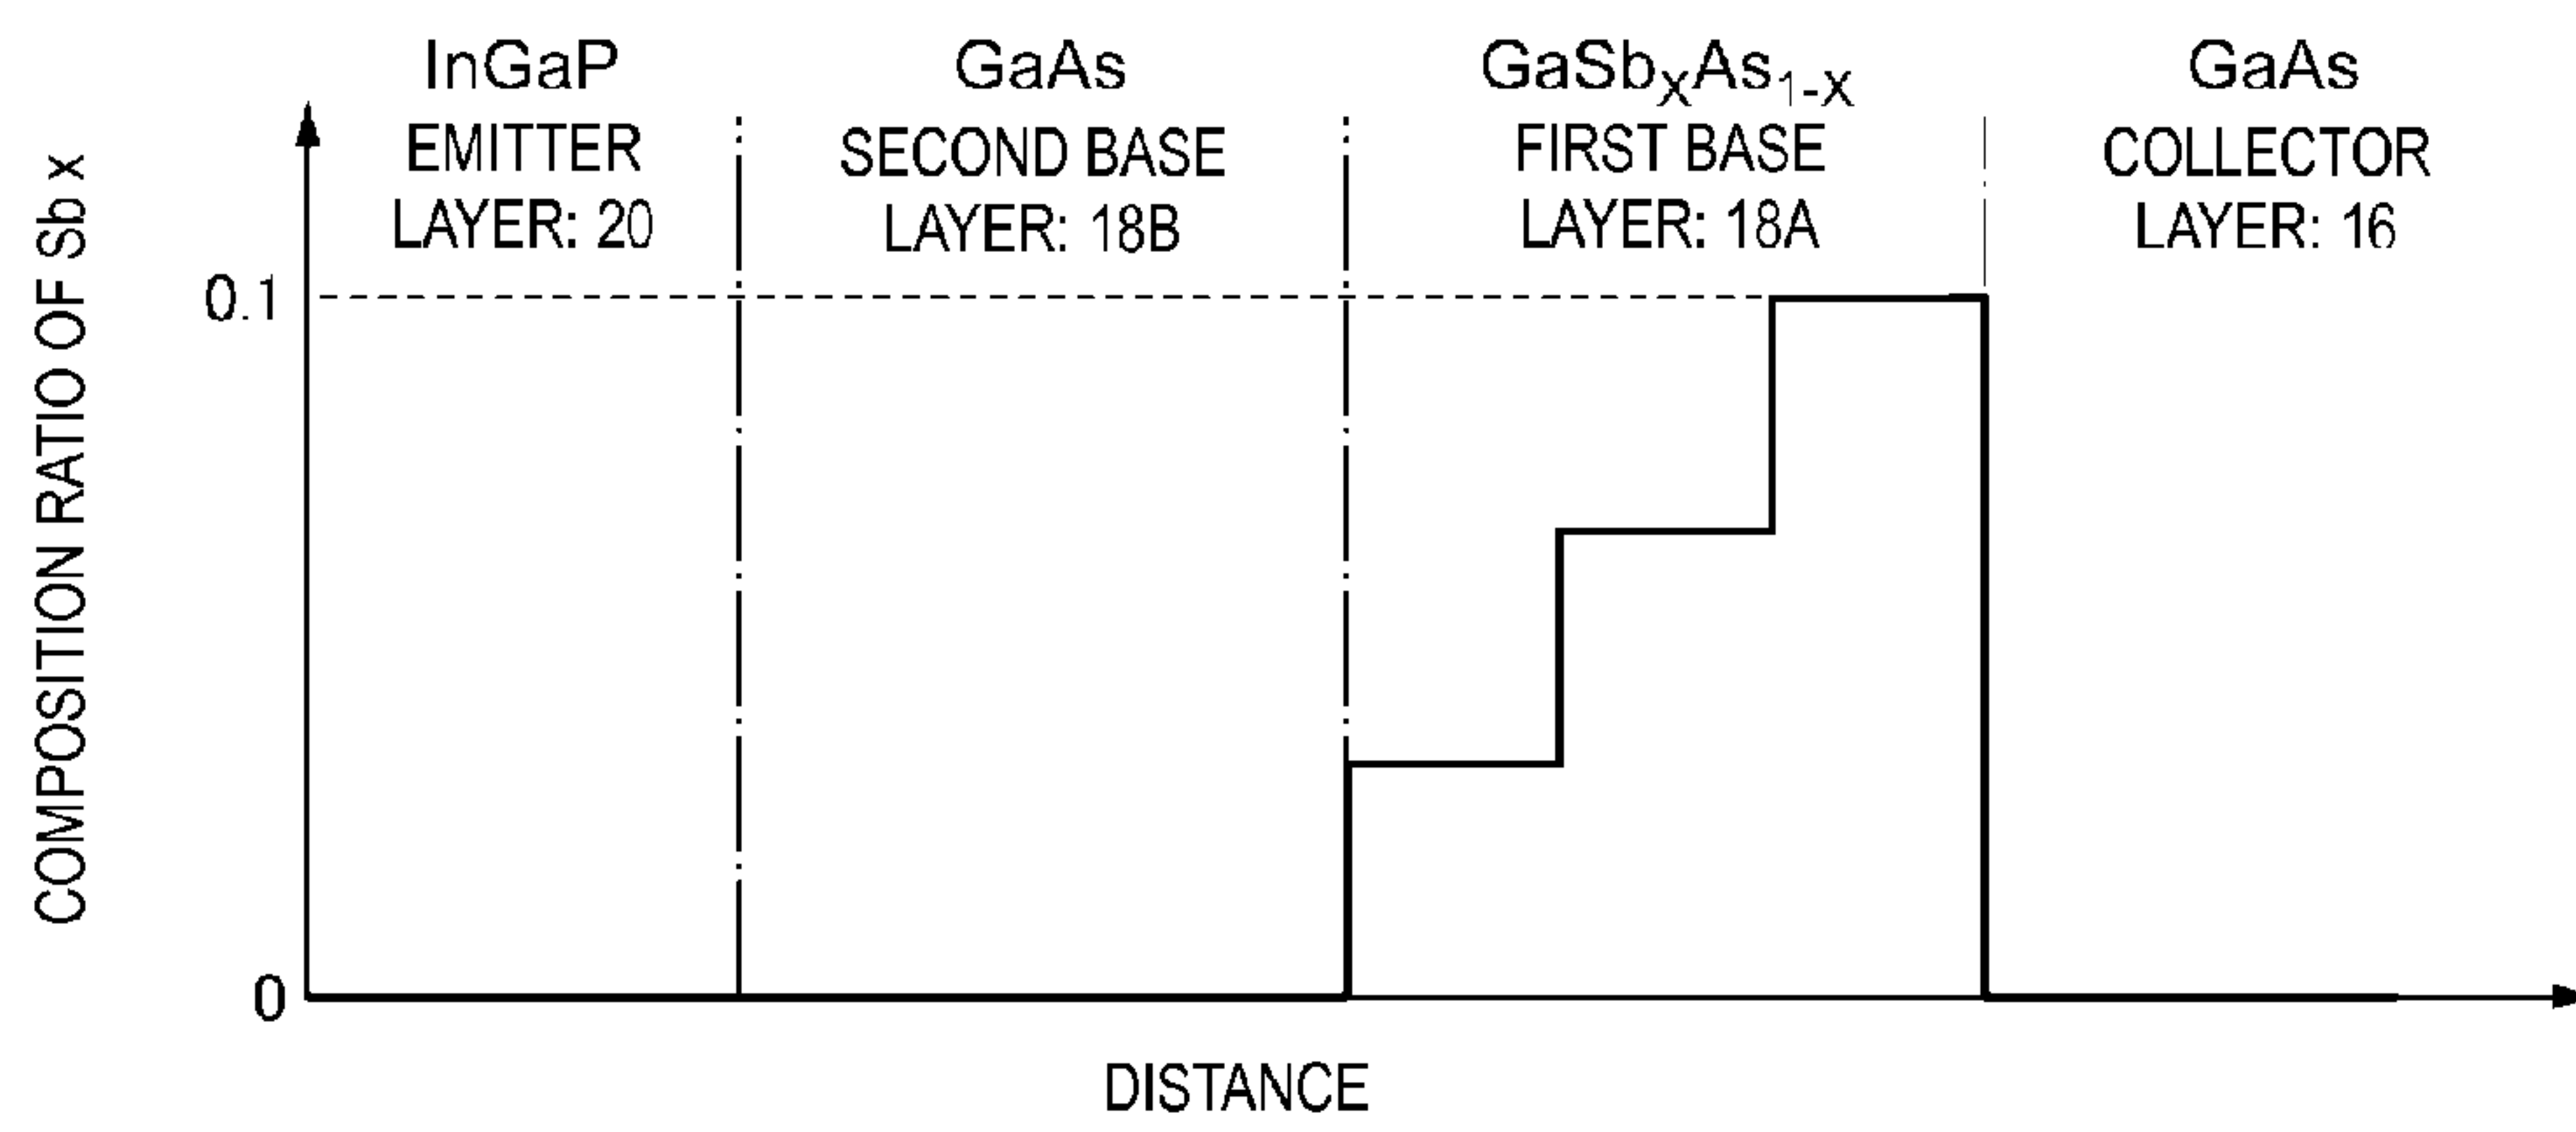 InGaP
EMITTER
LAYER: 20
GaAs
SECOND BASE
LAYER: 18B
GaSbXAs1-X
FIRST BASE
LAYER: 18A
GaAs
COLLECTOR
LAYER: 16
COMPOSITION RATIO OF Sb x
0.1
0
DISTANCE